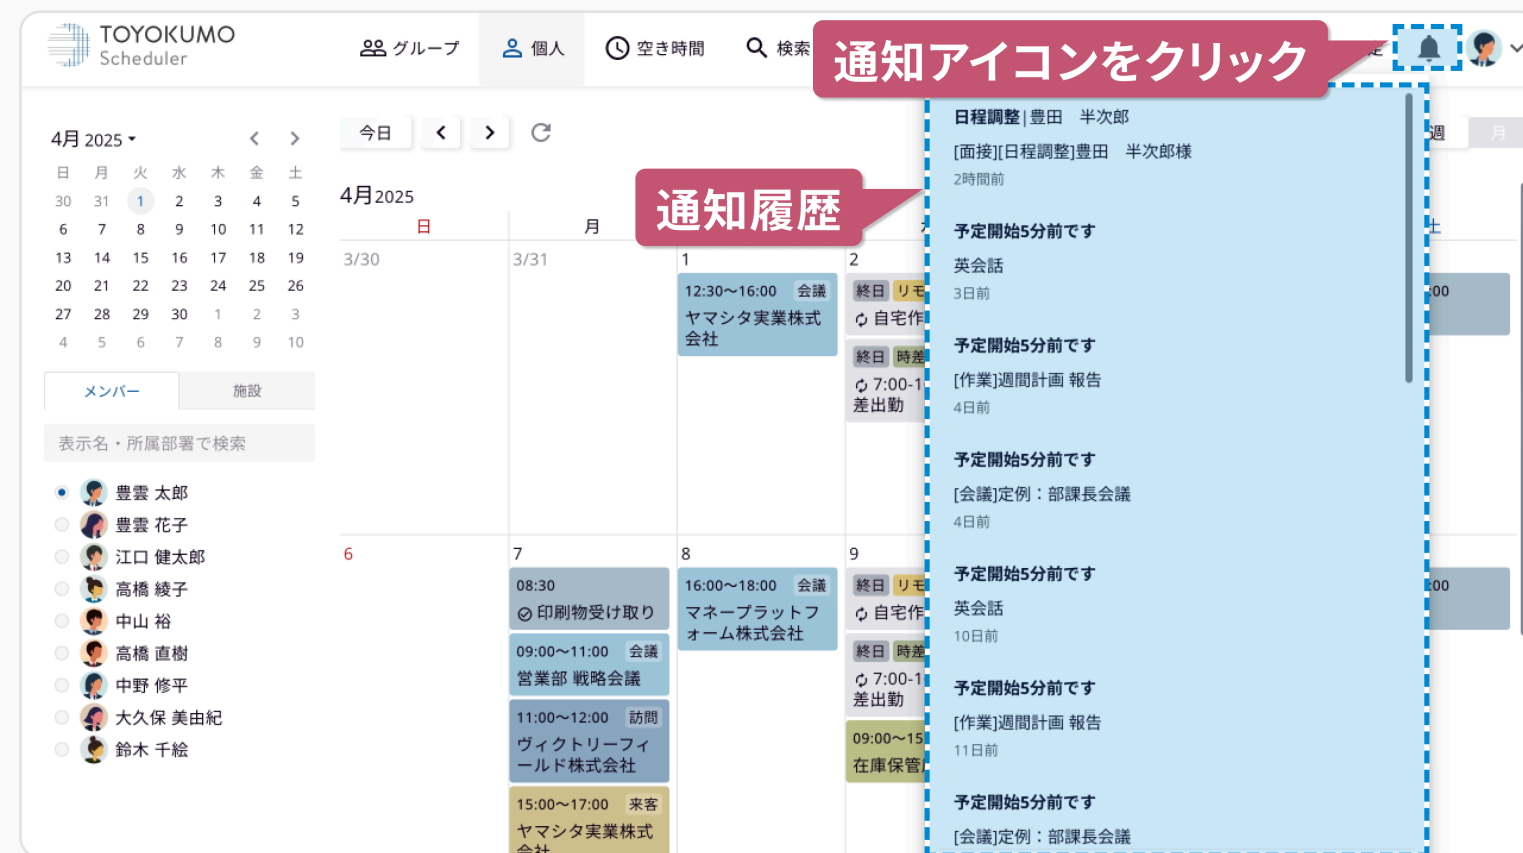 TOYOKUMO
Scheduler
グループ
個人
空き時間
検索
通知アイコンをクリック
4月 2025
日 月 火 水 木 金 土
30 31 1 2 3 4 5
6 7 8 9 10 11 12
13 14 15 16 17 18 19
20 21 22 23 24 25 26
27 28 29 30 1 2 3
4 5 6 7 8 9 10
メンバー
施設
表示名・所属部署で検索
豊雲 太郎
豊雲 花子
江口 健太郎
高橋 綾子
中山 裕
高橋 直樹
中野 修平
大久保 美由紀
鈴木 千絵
今日
週
月
4月2025
通知履歴
日
月
土
3/30
3/31
1
12:30～16:00 会議
ヤマシタ実業株式
会社
2
終日 リモ
自宅作
終日 時差
7:00-1
差出勤
:00
6
7
08:30
印刷物受け取り
09:00～11:00 会議
営業部 戦略会議
11:00～12:00 訪問
ヴィクトリーフィ
ールド株式会社
15:00～17:00 来客
ヤマシタ実業株式
会社
8
16:00～18:00 会議
マネープラットフ
ォーム株式会社
9
終日 リモ
自宅作
終日 時差
7:00-1
差出勤
09:00～15
在庫保管
:00
日程調整|豊田 半次郎
[面接][日程調整]豊田 半次郎様
2時間前
予定開始5分前です
英会話
3日前
予定開始5分前です
[作業]週間計画 報告
4日前
予定開始5分前です
[会議]定例：部課長会議
4日前
予定開始5分前です
英会話
10日前
予定開始5分前です
[作業]週間計画 報告
11日前
予定開始5分前です
[会議]定例：部課長会議